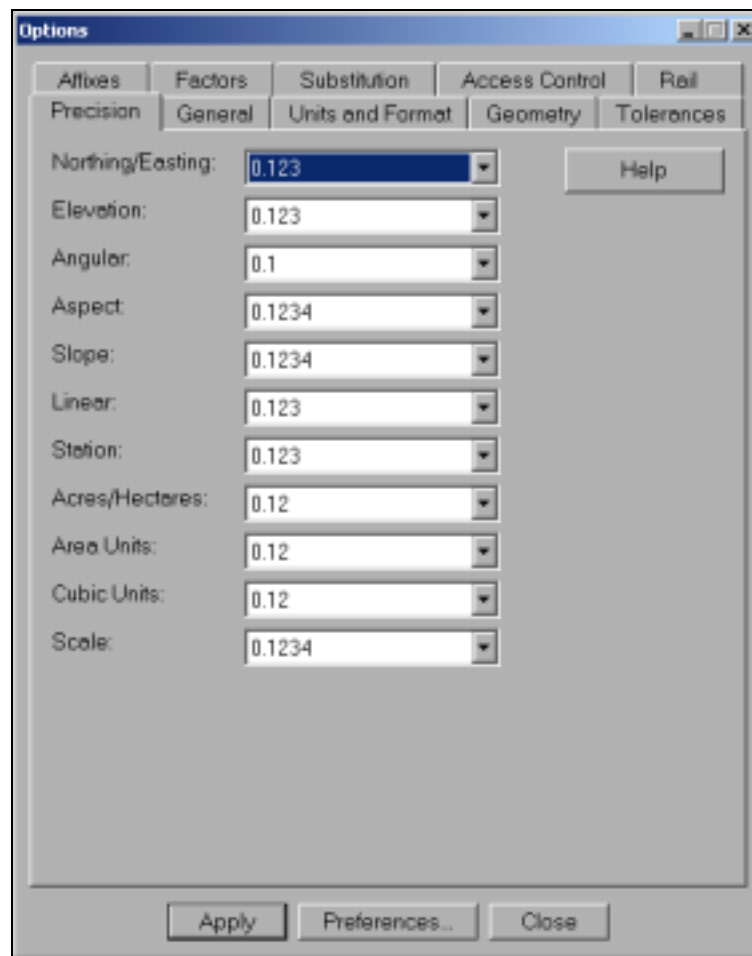 Options
Affixes Factors Substitution Access Control Rail
Precision General Units and Format Geometry Tolerances
Northing/Easting: 0.123 Help
Elevation: 0.123
Angular: 0.1
Aspect: 0.1234
Slope: 0.1234
Linear: 0.123
Station: 0.123
Acres/Hectares: 0.12
Area Units: 0.12
Cubic Units: 0.12
Scale: 0.1234
Apply Preferences... Close